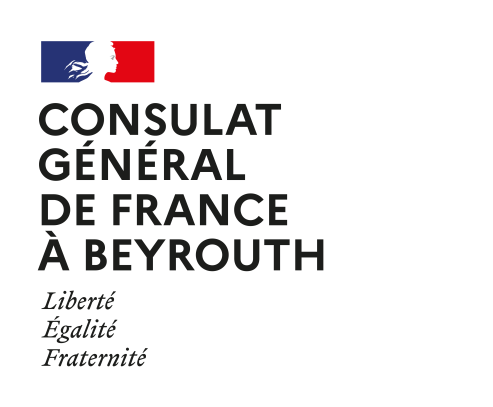 CONSULAT
GÉNÉRAL
DE FRANCE
À BEYROUTH
Liberté
Égalité
Fraternité